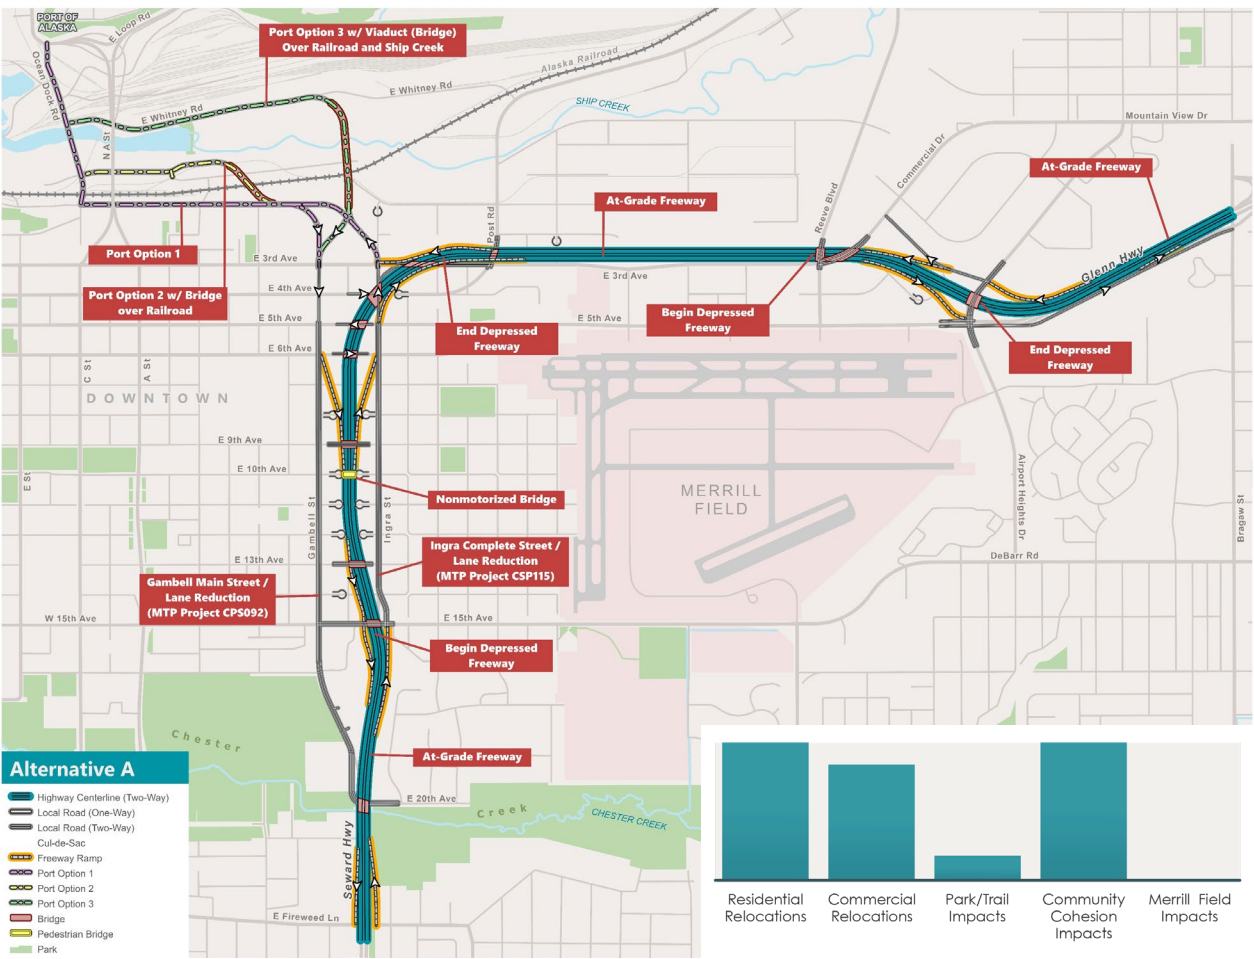 PORT OF
ALASKA
E Loop Rd
Ocean Dock Rd
Port Option 3 w/ Viaduct (Bridge)
Over Railroad and Ship Creek
Alaska Railroad
E Whitney Rd
E Whitney Rd
SHIP CREEK
N A St
Mountain View Dr
Commercial Dr
At-Grade Freeway
At-Grade Freeway
Reeve Blvd
Post Rd
Port Option 1
E 3rd Ave
E 3rd Ave
Glenn Hwy
Port Option 2 w/ Bridge
over Railroad
E 4th Ave
E 5th Ave
E 5th Ave
Begin Depressed
Freeway
End Depressed
Freeway
End Depressed
Freeway
E 6th Ave
C St
A St
DOWNTOWN
E 9th Ave
E 10th Ave
E St
Nonmotorized Bridge
MERRILL
FIELD
Gambell St
Ingra St
Airport Heights Dr
Bragaw St
DeBarr Rd
E 13th Ave
Ingra Complete Street /
Lane Reduction
(MTP Project CSP115)
Gambell Main Street /
Lane Reduction
(MTP Project CPS092)
W 15th Ave
E 15th Ave
Begin Depressed
Freeway
Chester
At-Grade Freeway
E 20th Ave
Creek
CHESTER CREEK
Seward Hwy
E Fireweed Ln
Alternative A
Highway Centerline (Two-Way)
Local Road (One-Way)
Local Road (Two-Way)
Cul-de-Sac
Freeway Ramp
Port Option 1
Port Option 2
Port Option 3
Bridge
Pedestrian Bridge
Park
Residential
Relocations
Commercial
Relocations
Park/Trail
Impacts
Community
Cohesion
Impacts
Merrill Field
Impacts